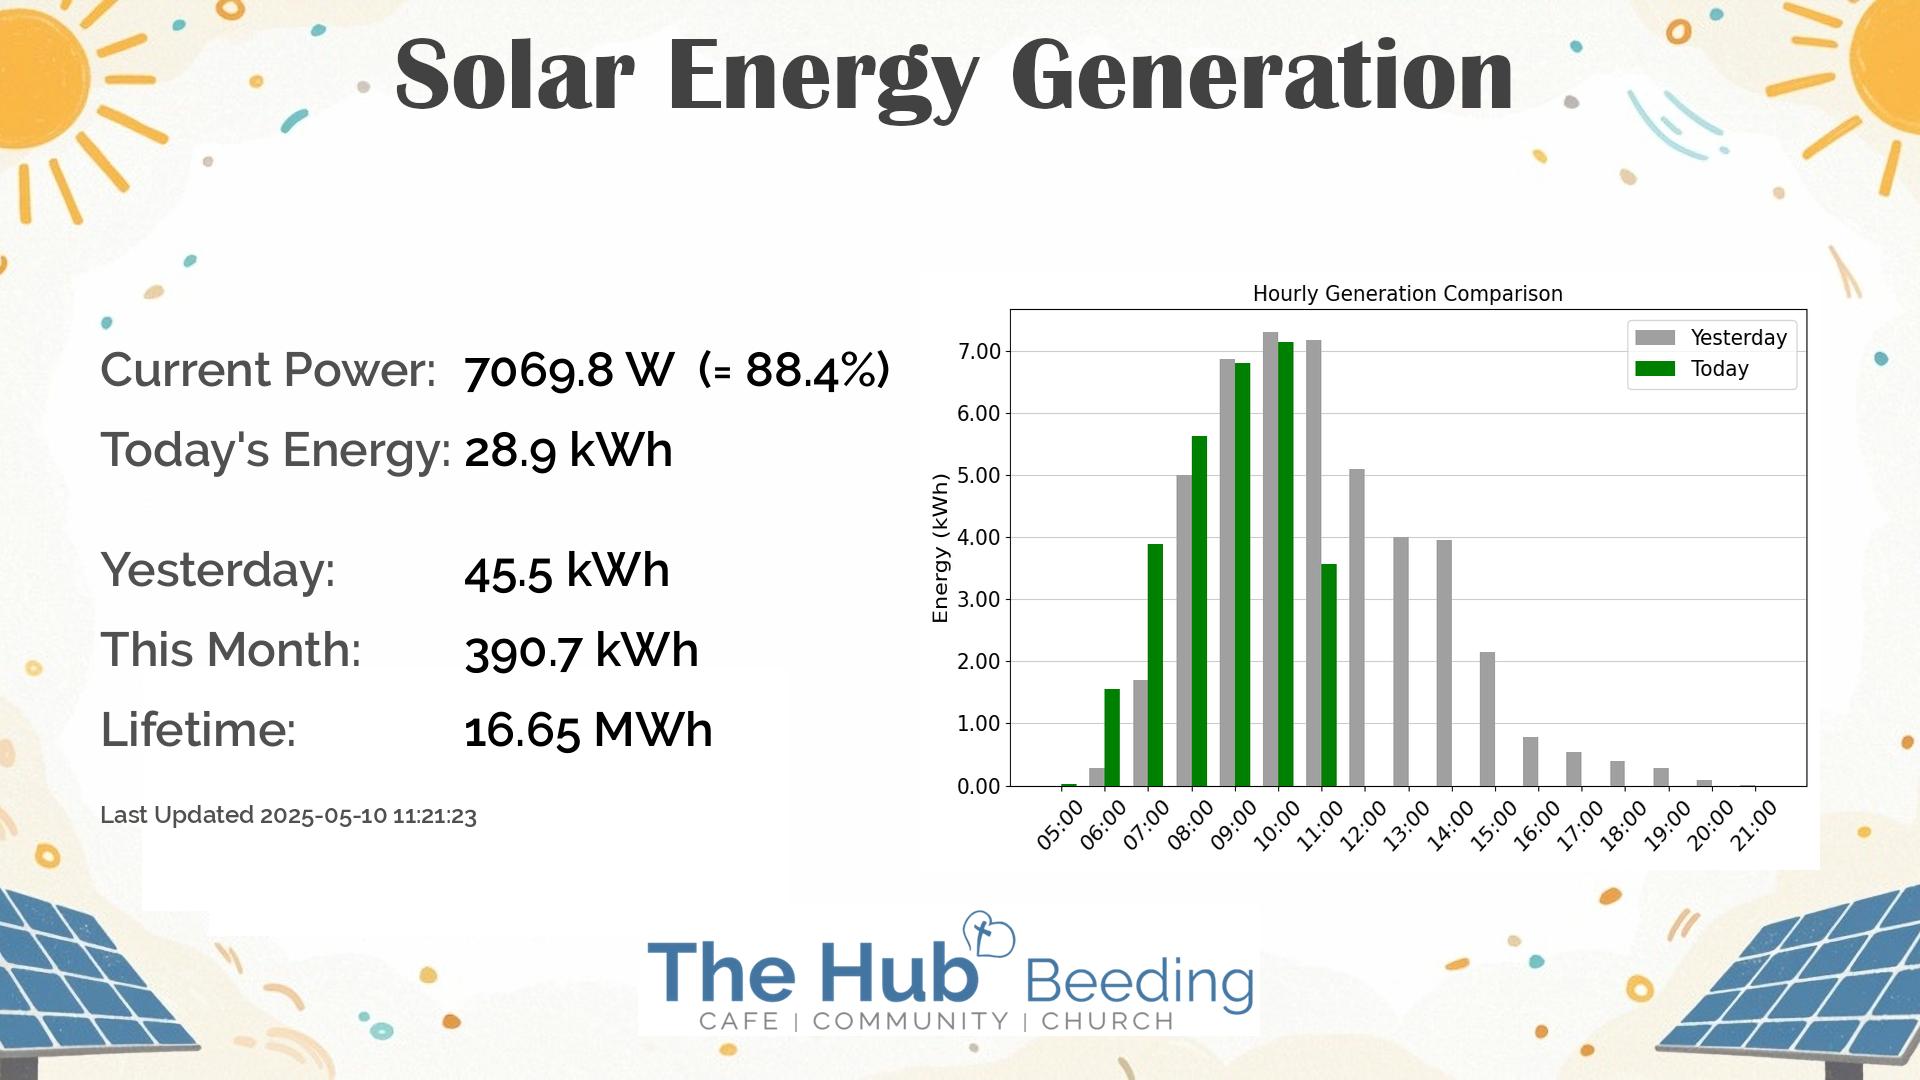 Solar Energy Generation
Current Power: 7069.8 W (= 88.4%)
Today's Energy: 28.9 kWh
Yesterday: 45.5 kWh
This Month: 390.7 kWh
Lifetime: 16.65 MWh
Last Updated 2025-05-10 11:21:23
Hourly Generation Comparison
Yesterday
Today
Energy (kWh)
7.00
6.00
5.00
4.00
3.00
2.00
1.00
0.00
05:00 06:00 07:00 08:00 09:00 10:00 11:00 12:00 13:00 14:00 15:00 16:00 17:00 18:00 19:00 20:00 21:00
The Hub Beeding
CAFE | COMMUNITY | CHURCH